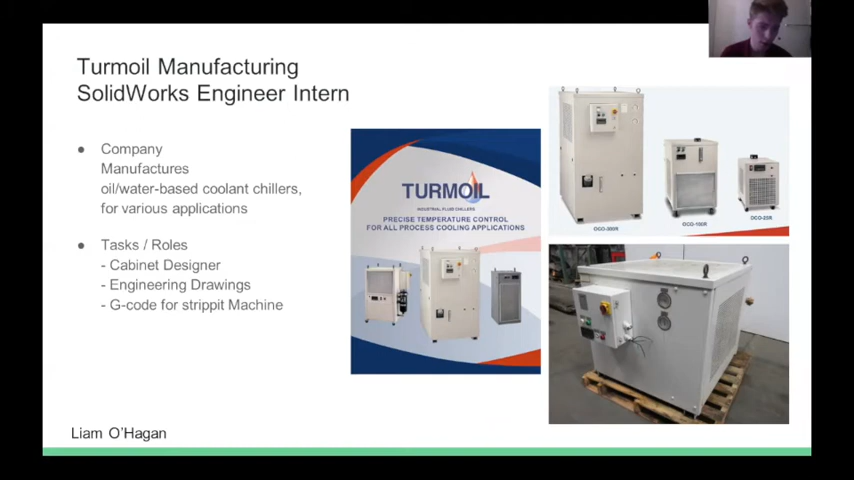 Turmoil Manufacturing
SolidWorks Engineer Intern
● Company
Manufactures
oil/water-based coolant chillers,
for various applications
● Tasks / Roles
- Cabinet Designer
- Engineering Drawings
- G-code for strippit Machine
TURMOIL
INDUSTRIAL FLUID CHILLERS
PRECISE TEMPERATURE CONTROL
FOR ALL PROCESS COOLING APPLICATIONS
OCO-300R
OCO-100R
OCO-25R
Liam O'Hagan